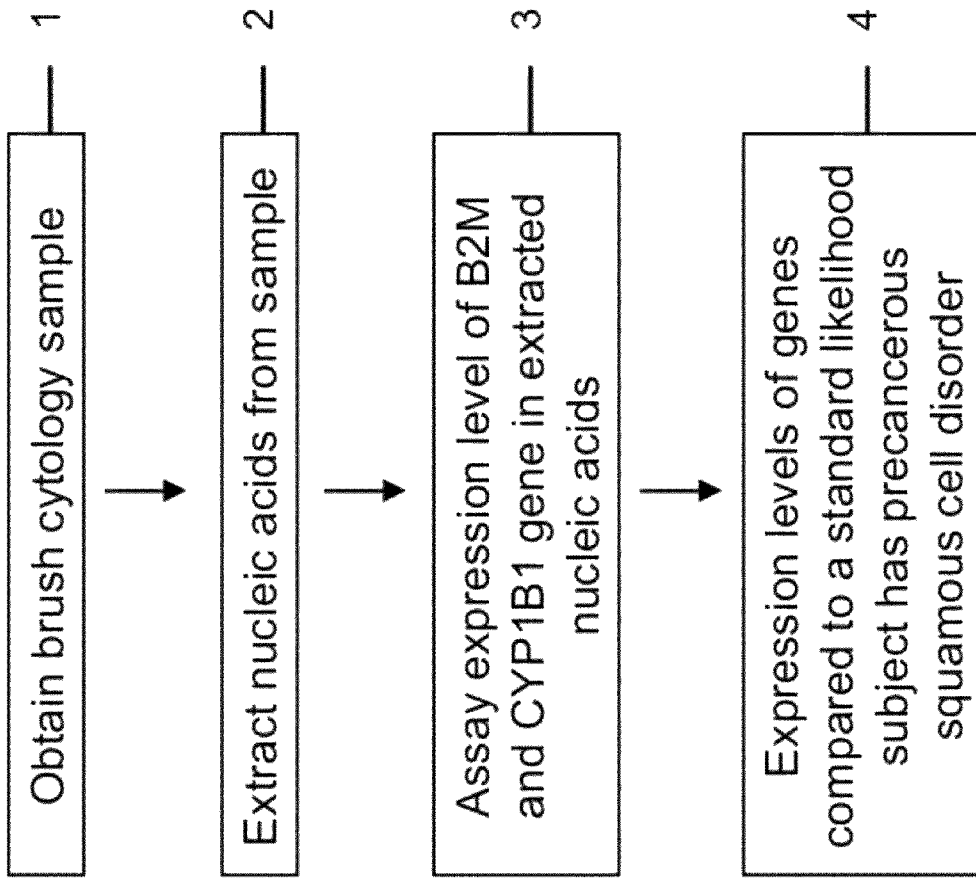 Obtain brush cytology sample
1
Extract nucleic acids from sample
2
Assay expression level of B2M
and CYP1B1 gene in extracted
nucleic acids
3
Expression levels of genes
compared to a standard likelihood
subject has precancerous
squamous cell disorder
4